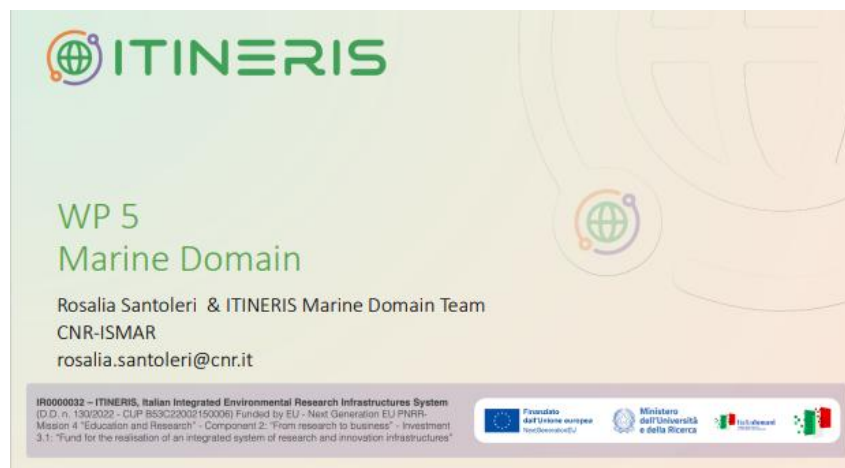 ITINERIS
WP 5
Marine Domain
Rosalia Santoleri & ITINERIS Marine Domain Team
CNR-ISMAR
rosalia.santoleri@cnr.it
IR0000032 – ITINERIS, Italian Integrated Environmental Research Infrastructures System
(D.D. n. 130/2022 - CUP B53C22002150006) Funded by EU - Next Generation EU PNRR-
Mission 4 "Education and Research" - Component 2: "From research to business" - Investment
3.1: "Fund for the realisation of an integrated system of research and innovation infrastructures"
Finanziato
dall'Unione europea
NextGenerationEU
Ministero
dell'Università
e della Ricerca
Italiadomani